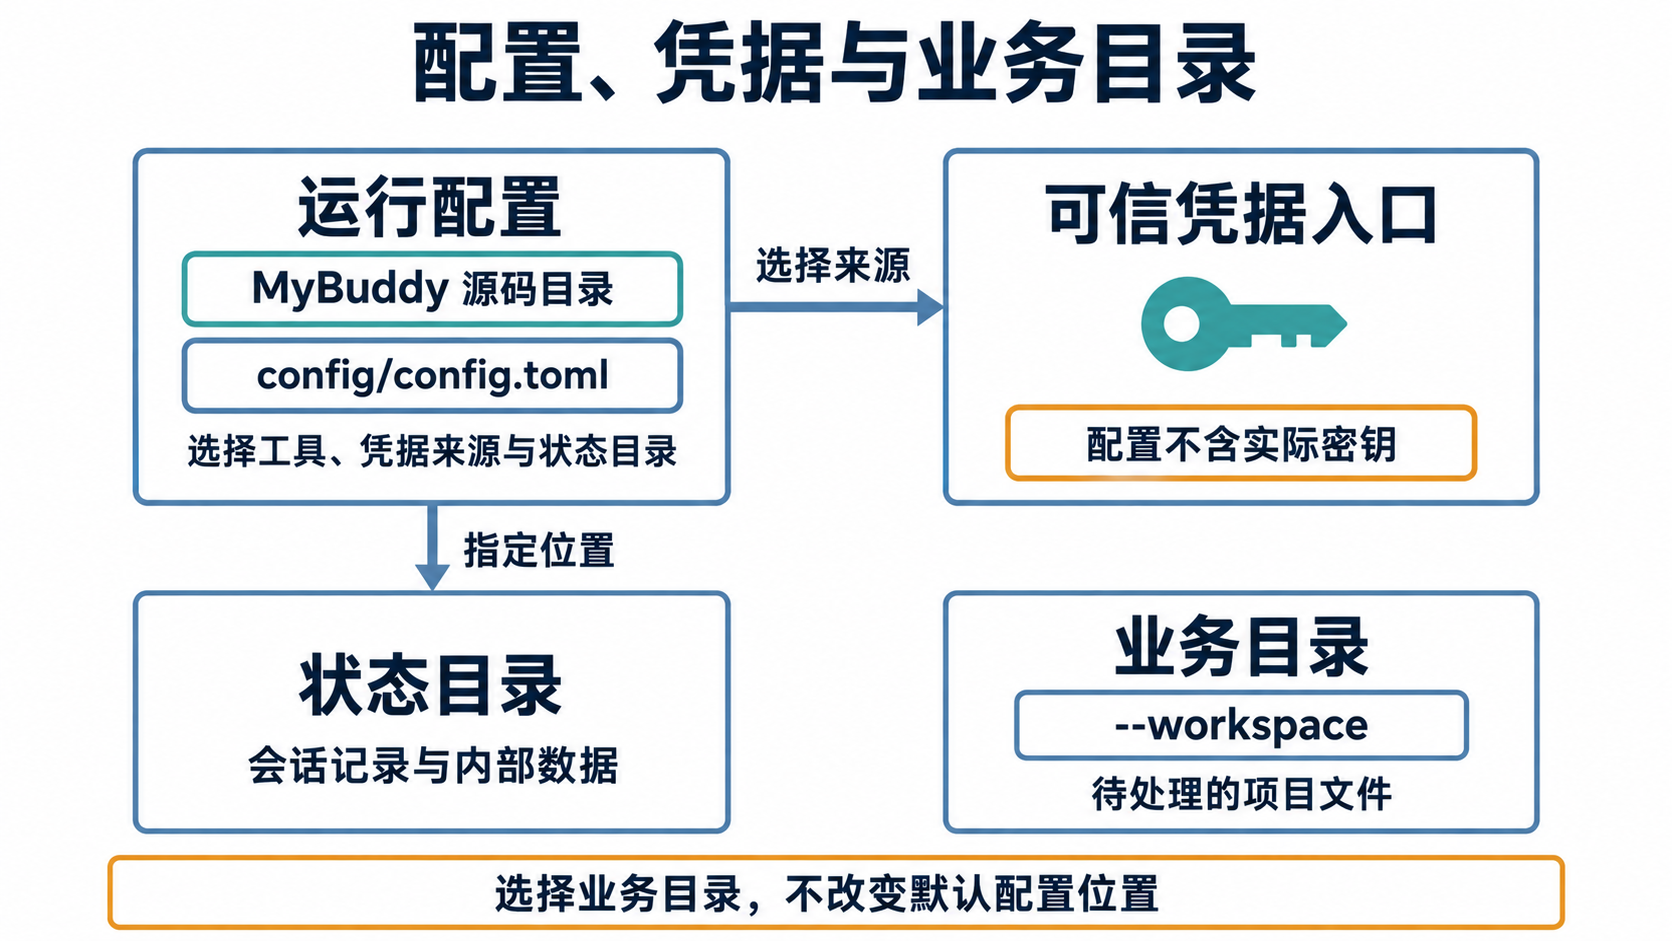 配置、凭据与业务目录
运行配置
MyBuddy 源码目录
config/config.toml
选择工具、凭据来源与状态目录
选择来源
可信凭据入口
配置不含实际密钥
指定位置
状态目录
会话记录与内部数据
业务目录
--workspace
待处理的项目文件
选择业务目录，不改变默认配置位置